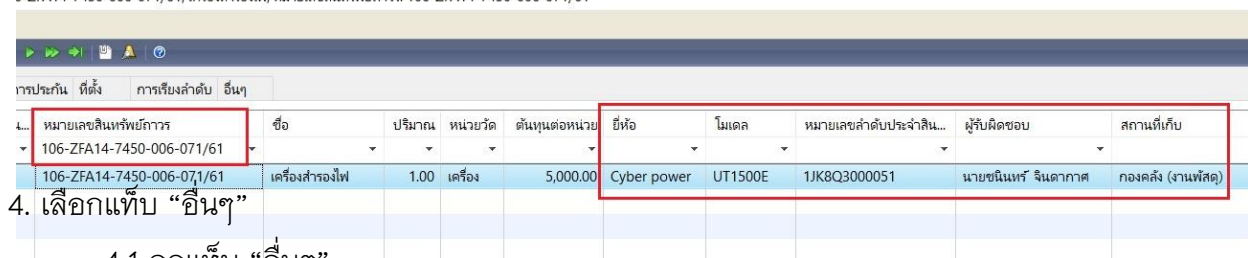 ารประกัน ที่ตั้ง การเรียงลำดับ อื่นๆ
หมายเลขสินทรัพย์ถาวร ชื่อ ปริมาณ หน่วยวัด ต้นทุนต่อหน่วย ยี่ห้อ โมเดล หมายเลขลำดับประจำสิน... ผู้รับผิดชอบ สถานที่เก็บ
106-ZFA14-7450-006-071/61
106-ZFA14-7450-006-071/61 เครื่องสำรองไฟ 1.00 เครื่อง 5,000.00 Cyber power UT1500E 1JK8Q3000051 นายชนินทร์ จินดากาศ กองคลัง (งานพัสดุ)
4. เลือกแท็บ “อื่นๆ”